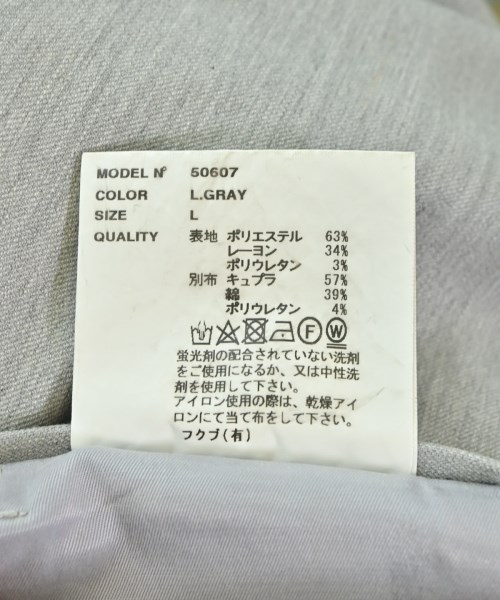 MODEL Nº 50607
COLOR L.GRAY
SIZE L
QUALITY 表地 ポリエステル 63%
レーヨン 34%
ポリウレタン 3%
別布 キュプラ 57%
綿 39%
ポリウレタン 4%
F W
蛍光剤の配合されていない洗剤
をご使用になるか、又は中性洗
剤を使用して下さい。
アイロン使用の際は、乾燥アイ
ロンにて当て布をして下さい。
フクブ(有)